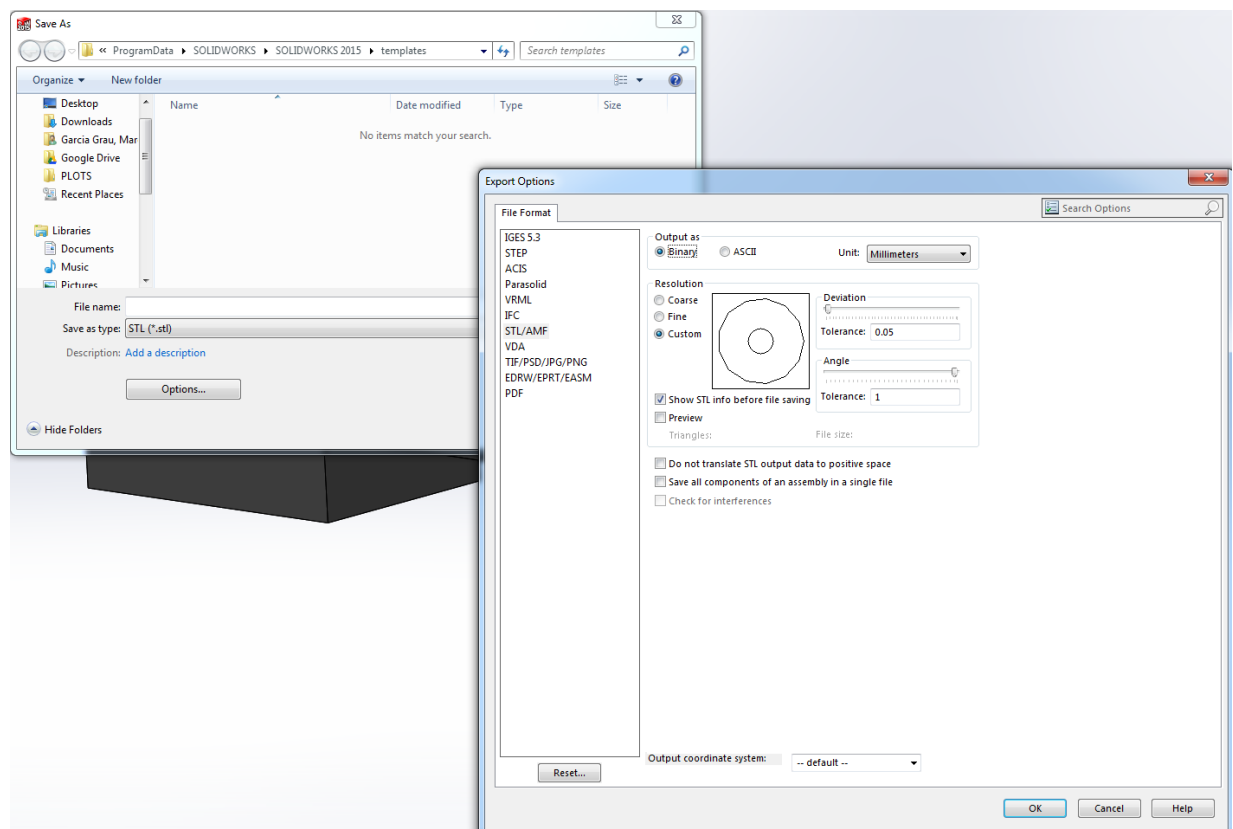 Save As
« ProgramData ▸ SOLIDWORKS ▸ SOLIDWORKS 2015 ▸ templates
Search templates
Organize New folder
Name Date modified Type Size
No items match your search.
Desktop
Downloads
Garcia Grau, Mar
Google Drive
PLOTS
Recent Places
Libraries
Documents
Music
Pictures
File name:
Save as type: STL (*.stl)
Description: Add a description
Options...
Hide Folders
Export Options
File Format
Search Options
IGES 5.3
STEP
ACIS
Parasolid
VRML
IFC
STL/AMF
VDA
TIF/PSD/JPG/PNG
EDRW/EPRT/EASM
PDF
Reset...
Output as
Binary ASCII Unit: Millimeters
Resolution
Coarse
Fine
Custom
Deviation
Tolerance: 0.05
Angle
Tolerance: 1
Show STL info before file saving
Preview
Triangles: File size:
Do not translate STL output data to positive space
Save all components of an assembly in a single file
Check for interferences
Output coordinate system: -- default --
OK Cancel Help